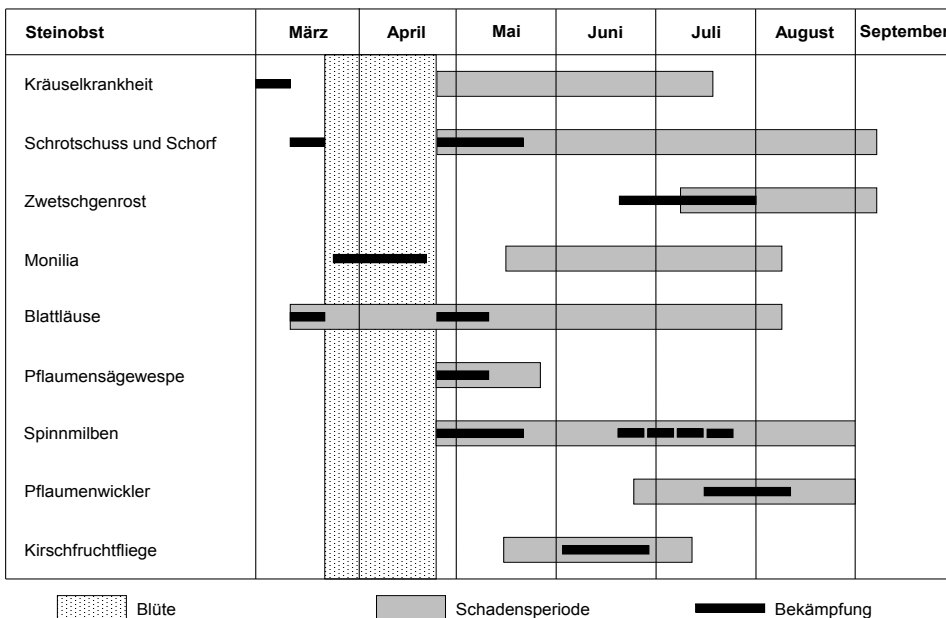 Steinobst März April Mai Juni Juli August September
Kräuselkrankheit
Schrotschuss und Schorf
Zwetschgenrost
Monilia
Blattläuse
Pflaumensägewespe
Spinnmilben
Pflaumenwickler
Kirschfruchtfliege
Blüte Schadensperiode Bekämpfung